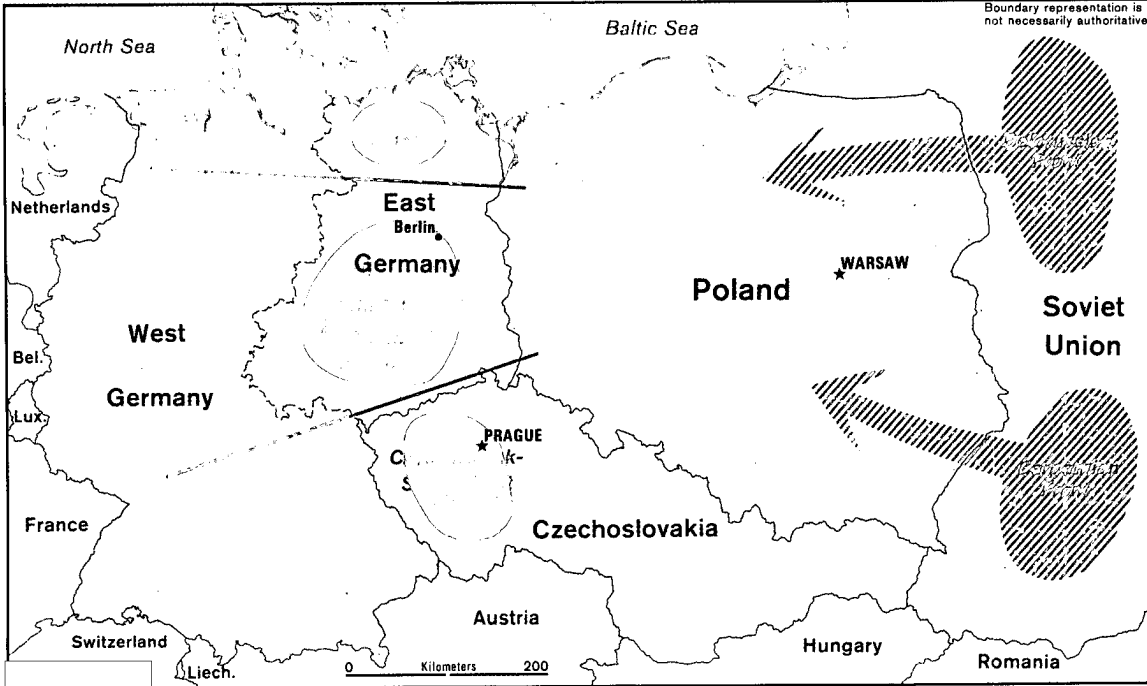 Boundary representation is
not necessarily authoritative
North Sea
Baltic Sea
Netherlands
East
Berlin
Germany
WARSAW
Poland
Soviet
Union
West
Germany
Bel.
Lux.
PRAGUE
Czechoslovakia
France
Austria
Switzerland
Liech.
Hungary
Romania
0 Kilometers 200